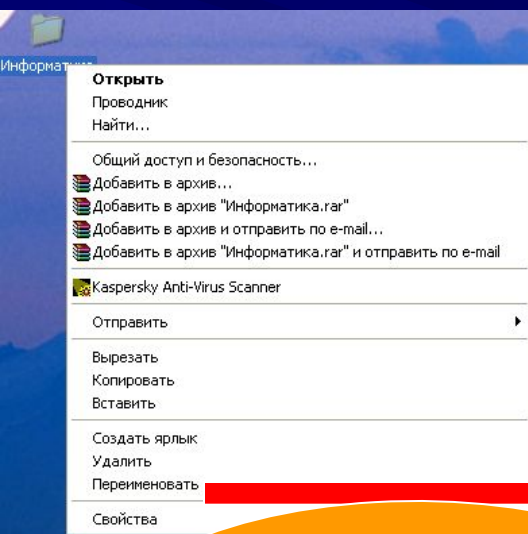 Информатика
Открыть
Проводник
Найти...
Общий доступ и безопасность...
Добавить в архив...
Добавить в архив "Информатика.rar"
Добавить в архив и отправить по e-mail...
Добавить в архив "Информатика.rar" и отправить по e-mail
Kaspersky Anti-Virus Scanner
Отправить
Вырезать
Копировать
Вставить
Создать ярлык
Удалить
Переименовать
Свойства